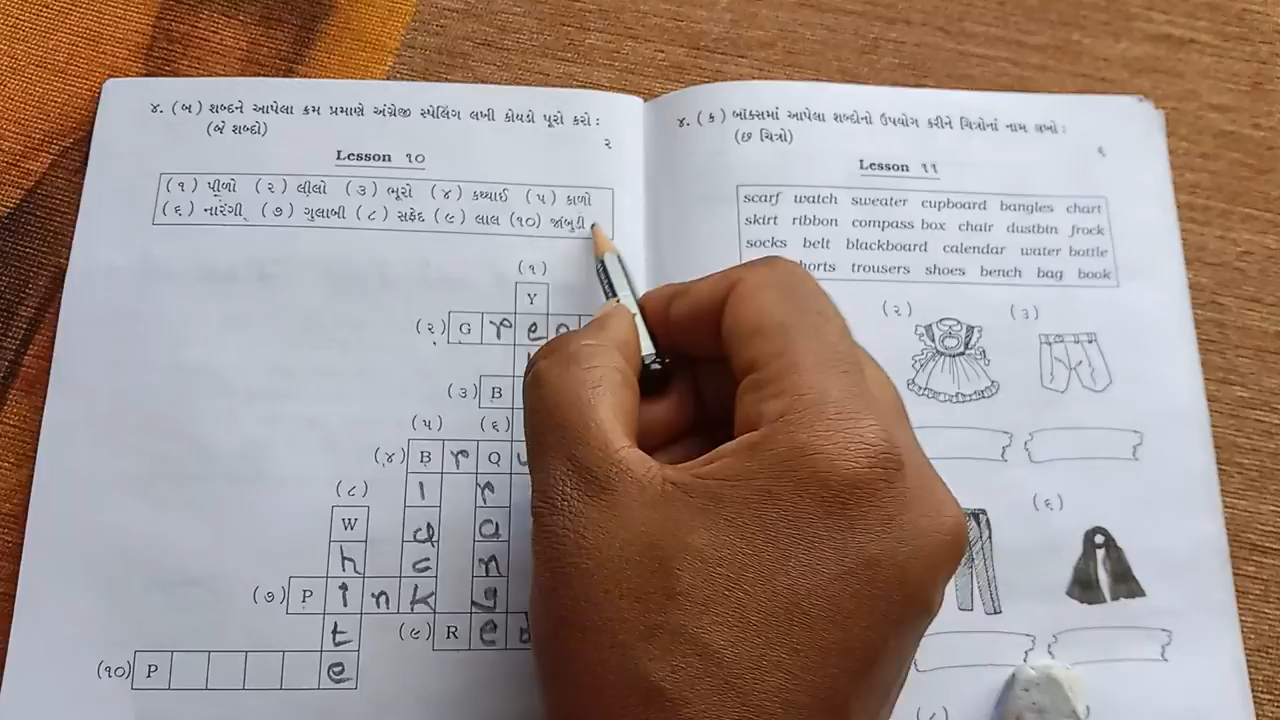 ૪. (બ) શબ્દને આપેલા ક્રમ પ્રમાણે અંગ્રેજી સ્પેલિંગ લખી કોયડો પૂરો કરો :
(બે શબ્દો)
૨
Lesson ૧૦
(૧) પીળો (૨) લીલો (૩) ભૂરો (૪) કથ્થાઈ (૫) કાળો
(૬) નારંગી (૭) ગુલાબી (૮) સફેદ (૯) લાલ (૧૦) જાંબુડી
(૧)
Y
(૨) G r e
(૩) B
(૫) (૬)
(૪) B r O
l r
(૮)
W a a
h c n
(૭) P i n k g
t (૯) R e d
(૧૦) P e
૪. (ક) બૉક્સમાં આપેલા શબ્દોનો ઉપયોગ કરીને ચિત્રોનાં નામ લખો :
(છ ચિત્રો)
૬
Lesson ૧૧
scarf watch sweater cupboard bangles chart
skirt ribbon compass box chair dustbin frock
socks belt blackboard calendar water bottle
trousers shoes bench bag book
(૨) (૩)
(૬)